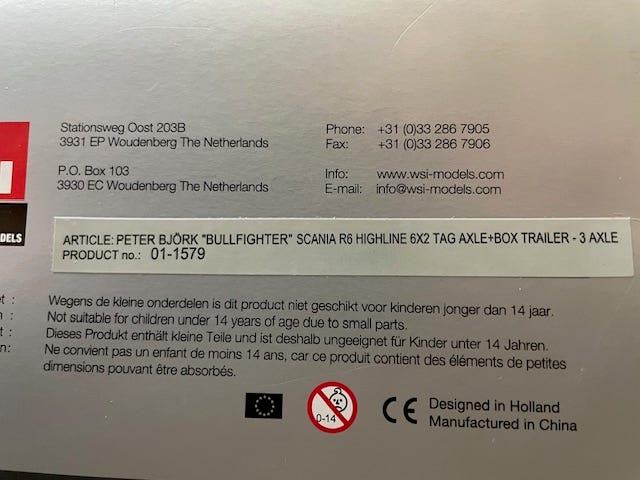 Stationsweg Oost 203B
3931 EP Woudenberg The Netherlands
P.O. Box 103
3930 EC Woudenberg The Netherlands
Phone: +31 (0)33 286 7905
Fax: +31 (0)33 286 7906
Info: www.wsi-models.com
E-mail: info@wsi-models.com
DELS
ARTICLE: PETER BJÖRK "BULLFIGHTER" SCANIA R6 HIGHLINE 6X2 TAG AXLE+BOX TRAILER - 3 AXLE
PRODUCT no.: 01-1579
Wegens de kleine onderdelen is dit product niet geschikt voor kinderen jonger dan 14 jaar.
Not suitable for children under 14 years of age due to small parts.
Dieses Produkt enthält kleine Teile und ist deshalb ungeeignet für Kinder unter 14 Jahren.
Ne convient pas un enfant de moins 14 ans, car ce produit contient des éléments de petites
dimensions pouvant être absorbés.
0-14
CE
Designed in Holland
Manufactured in China